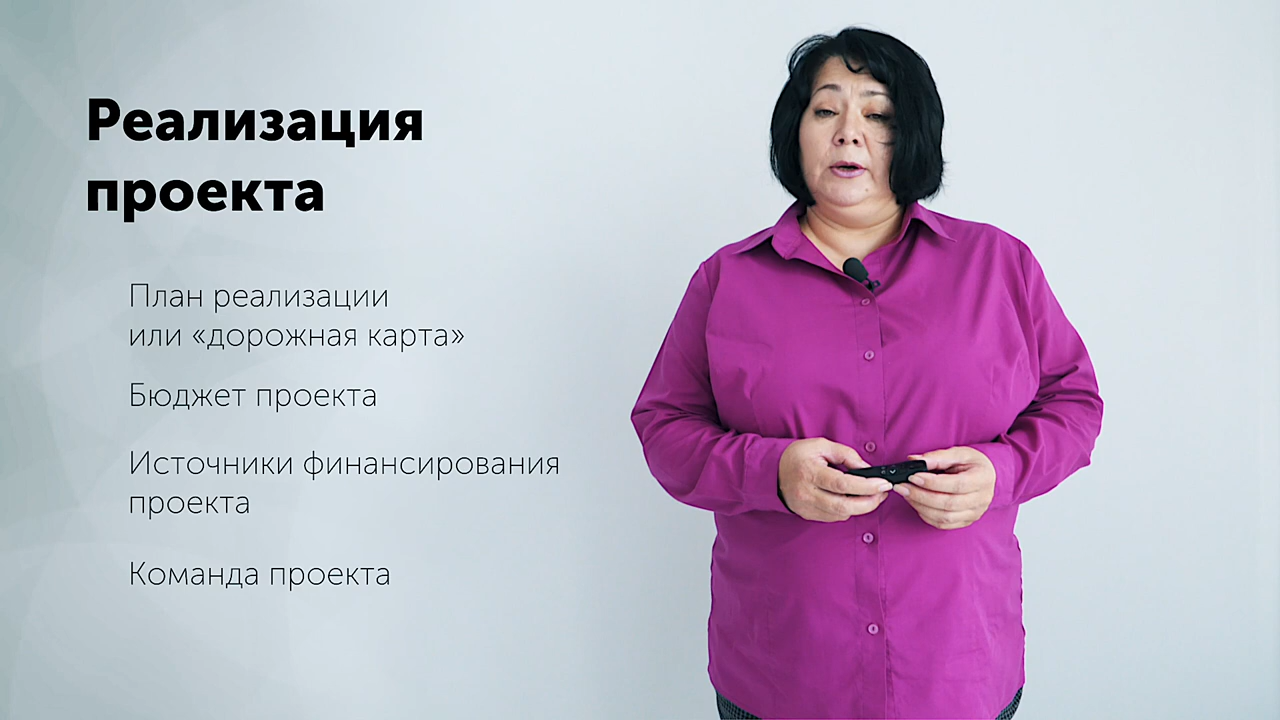 Реализация
проекта
План реализации
или «дорожная карта»
Бюджет проекта
Источники финансирования
проекта
Команда проекта